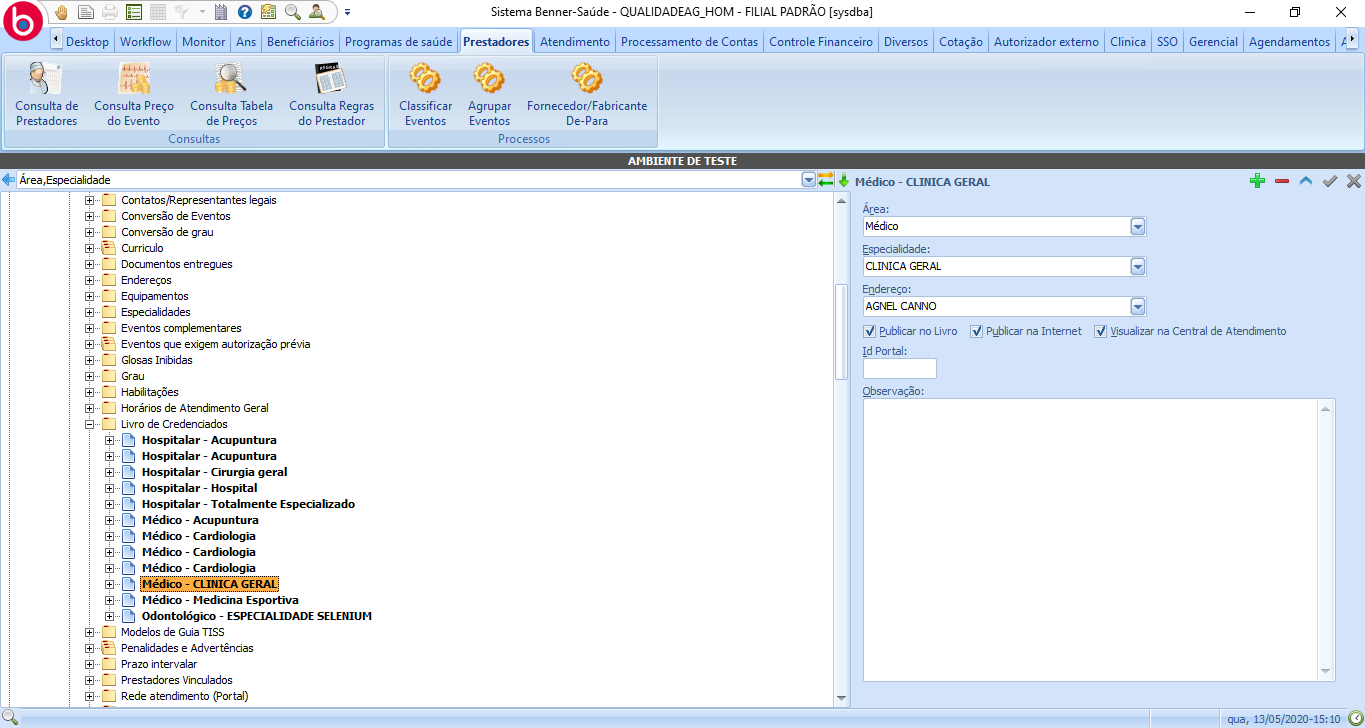 Sistema Benner-Saúde - QUALIDADEAG_HOM - FILIAL PADRÃO [sysdba]
Desktop Workflow Monitor Ans Beneficiários Programas de saúde Prestadores Atendimento Processamento de Contas Controle Financeiro Diversos Cotação Autorizador externo Clinica SSO Gerencial Agendamentos
Consulta de Prestadores
Consulta Preço do Evento
Consulta Tabela de Preços
Consulta Regras do Prestador
Consultas
Classificar Eventos
Agrupar Eventos
Fornecedor/Fabricante De-Para
Processos
AMBIENTE DE TESTE
Área,Especialidade
Contatos/Representantes legais
Conversão de Eventos
Conversão de grau
Curriculo
Documentos entregues
Endereços
Equipamentos
Especialidades
Eventos complementares
Eventos que exigem autorização prévia
Glosas Inibidas
Grau
Habilitações
Horários de Atendimento Geral
Livro de Credenciados
Hospitalar - Acupuntura
Hospitalar - Acupuntura
Hospitalar - Cirurgia geral
Hospitalar - Hospital
Hospitalar - Totalmente Especializado
Médico - Acupuntura
Médico - Cardiologia
Médico - Cardiologia
Médico - Cardiologia
Médico - CLINICA GERAL
Médico - Medicina Esportiva
Odontológico - ESPECIALIDADE SELENIUM
Modelos de Guia TISS
Penalidades e Advertências
Prazo intervalar
Prestadores Vinculados
Rede atendimento (Portal)
Médico - CLINICA GERAL
Área:
Médico
Especialidade:
CLINICA GERAL
Endereço:
AGNEL CANNO
Publicar no Livro Publicar na Internet Visualizar na Central de Atendimento
Id Portal:
Observação:
qua, 13/05/2020-15:10